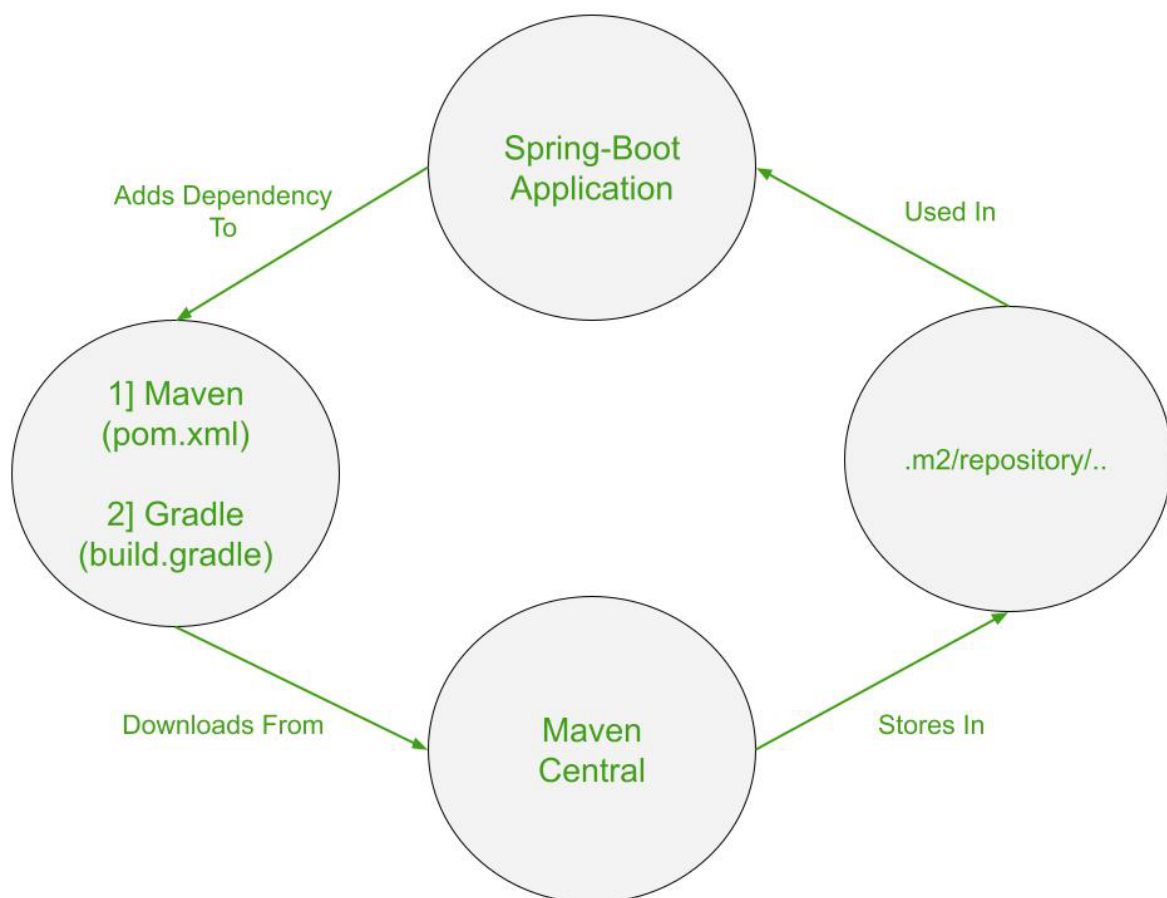 Spring-Boot
Application
Adds Dependency
To
Used In
1] Maven
(pom.xml)
2] Gradle
(build.gradle)
.m2/repository/..
Downloads From
Maven
Central
Stores In